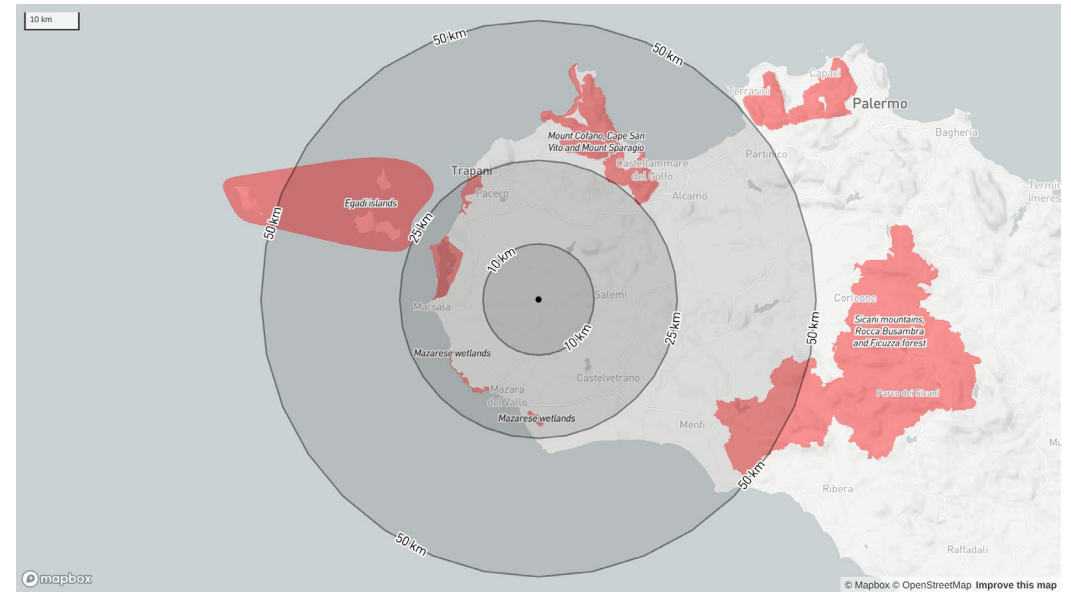 10 km
50 km
50 km
Capaci
Terrasini
Palermo
Bagheria
Mount Cofano, Cape San
Vito and Mount Sparagio
Partinico
Trapani
Castellammare
del Golfo
Paceco
Alcamo
Imeres
Egadi islands
50 km
25 km
10 km
Salemi
Corleone
Marsala
Sicani mountains,
Rocca Busambra
and Ficuzza forest
50 km
25 km
10 km
Mazarese wetlands
Castelvetrano
Mazara
del Vallo
Parco dei Sicani
Mazarese wetlands
Menfi
Mu
50 km
Ribera
50 km
Raffadali
mapbox
© Mapbox © OpenStreetMap Improve this map